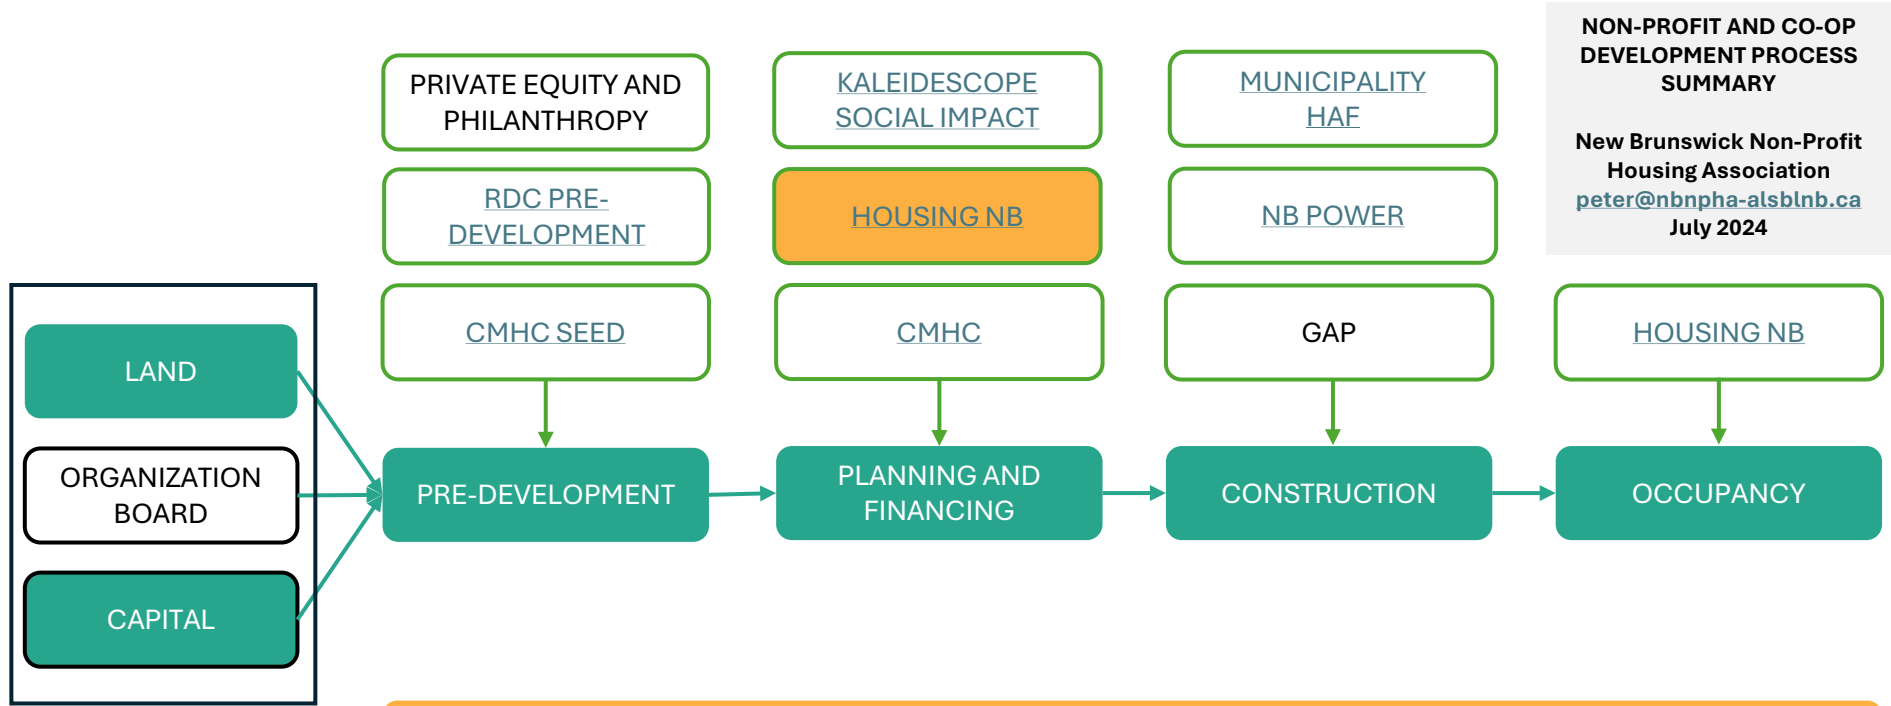 NON-PROFIT AND CO-OP
DEVELOPMENT PROCESS
SUMMARY
New Brunswick Non-Profit
Housing Association
peter@nbnpha-alsblnb.ca
July 2024
PRIVATE EQUITY AND
PHILANTHROPY
KALEIDESCOPE
SOCIAL IMPACT
MUNICIPALITY
HAF
RDC PRE-
DEVELOPMENT
HOUSING NB
NB POWER
CMHC SEED
CMHC
GAP
HOUSING NB
LAND
ORGANIZATION
BOARD
CAPITAL
PRE-DEVELOPMENT
PLANNING AND
FINANCING
CONSTRUCTION
OCCUPANCY